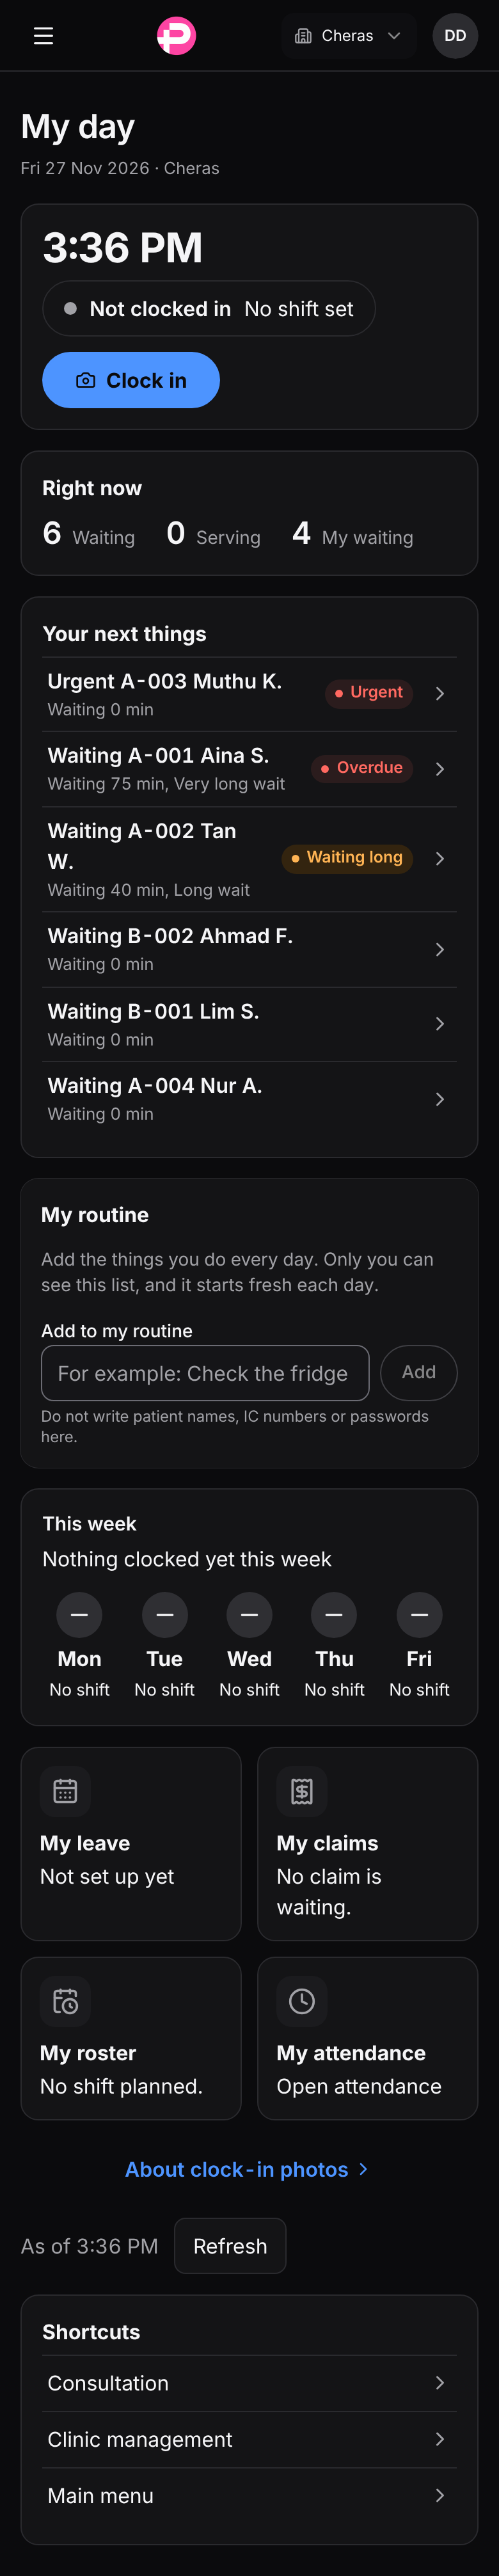 Cheras
DD
My day
Fri 27 Nov 2026 · Cheras
3:36 PM
Not clocked in No shift set
Clock in
Right now
6 Waiting 0 Serving 4 My waiting
Your next things
Urgent A-003 Muthu K.
Waiting 0 min
Urgent
Waiting A-001 Aina S.
Waiting 75 min, Very long wait
Overdue
Waiting A-002 Tan
W.
Waiting 40 min, Long wait
Waiting long
Waiting B-002 Ahmad F.
Waiting 0 min
Waiting B-001 Lim S.
Waiting 0 min
Waiting A-004 Nur A.
Waiting 0 min
My routine
Add the things you do every day. Only you can
see this list, and it starts fresh each day.
Add to my routine
For example: Check the fridge
Add
Do not write patient names, IC numbers or passwords
here.
This week
Nothing clocked yet this week
Mon Tue Wed Thu Fri
No shift No shift No shift No shift No shift
My leave
Not set up yet
My claims
No claim is
waiting.
My roster
No shift planned.
My attendance
Open attendance
About clock-in photos
As of 3:36 PM
Refresh
Shortcuts
Consultation
Clinic management
Main menu